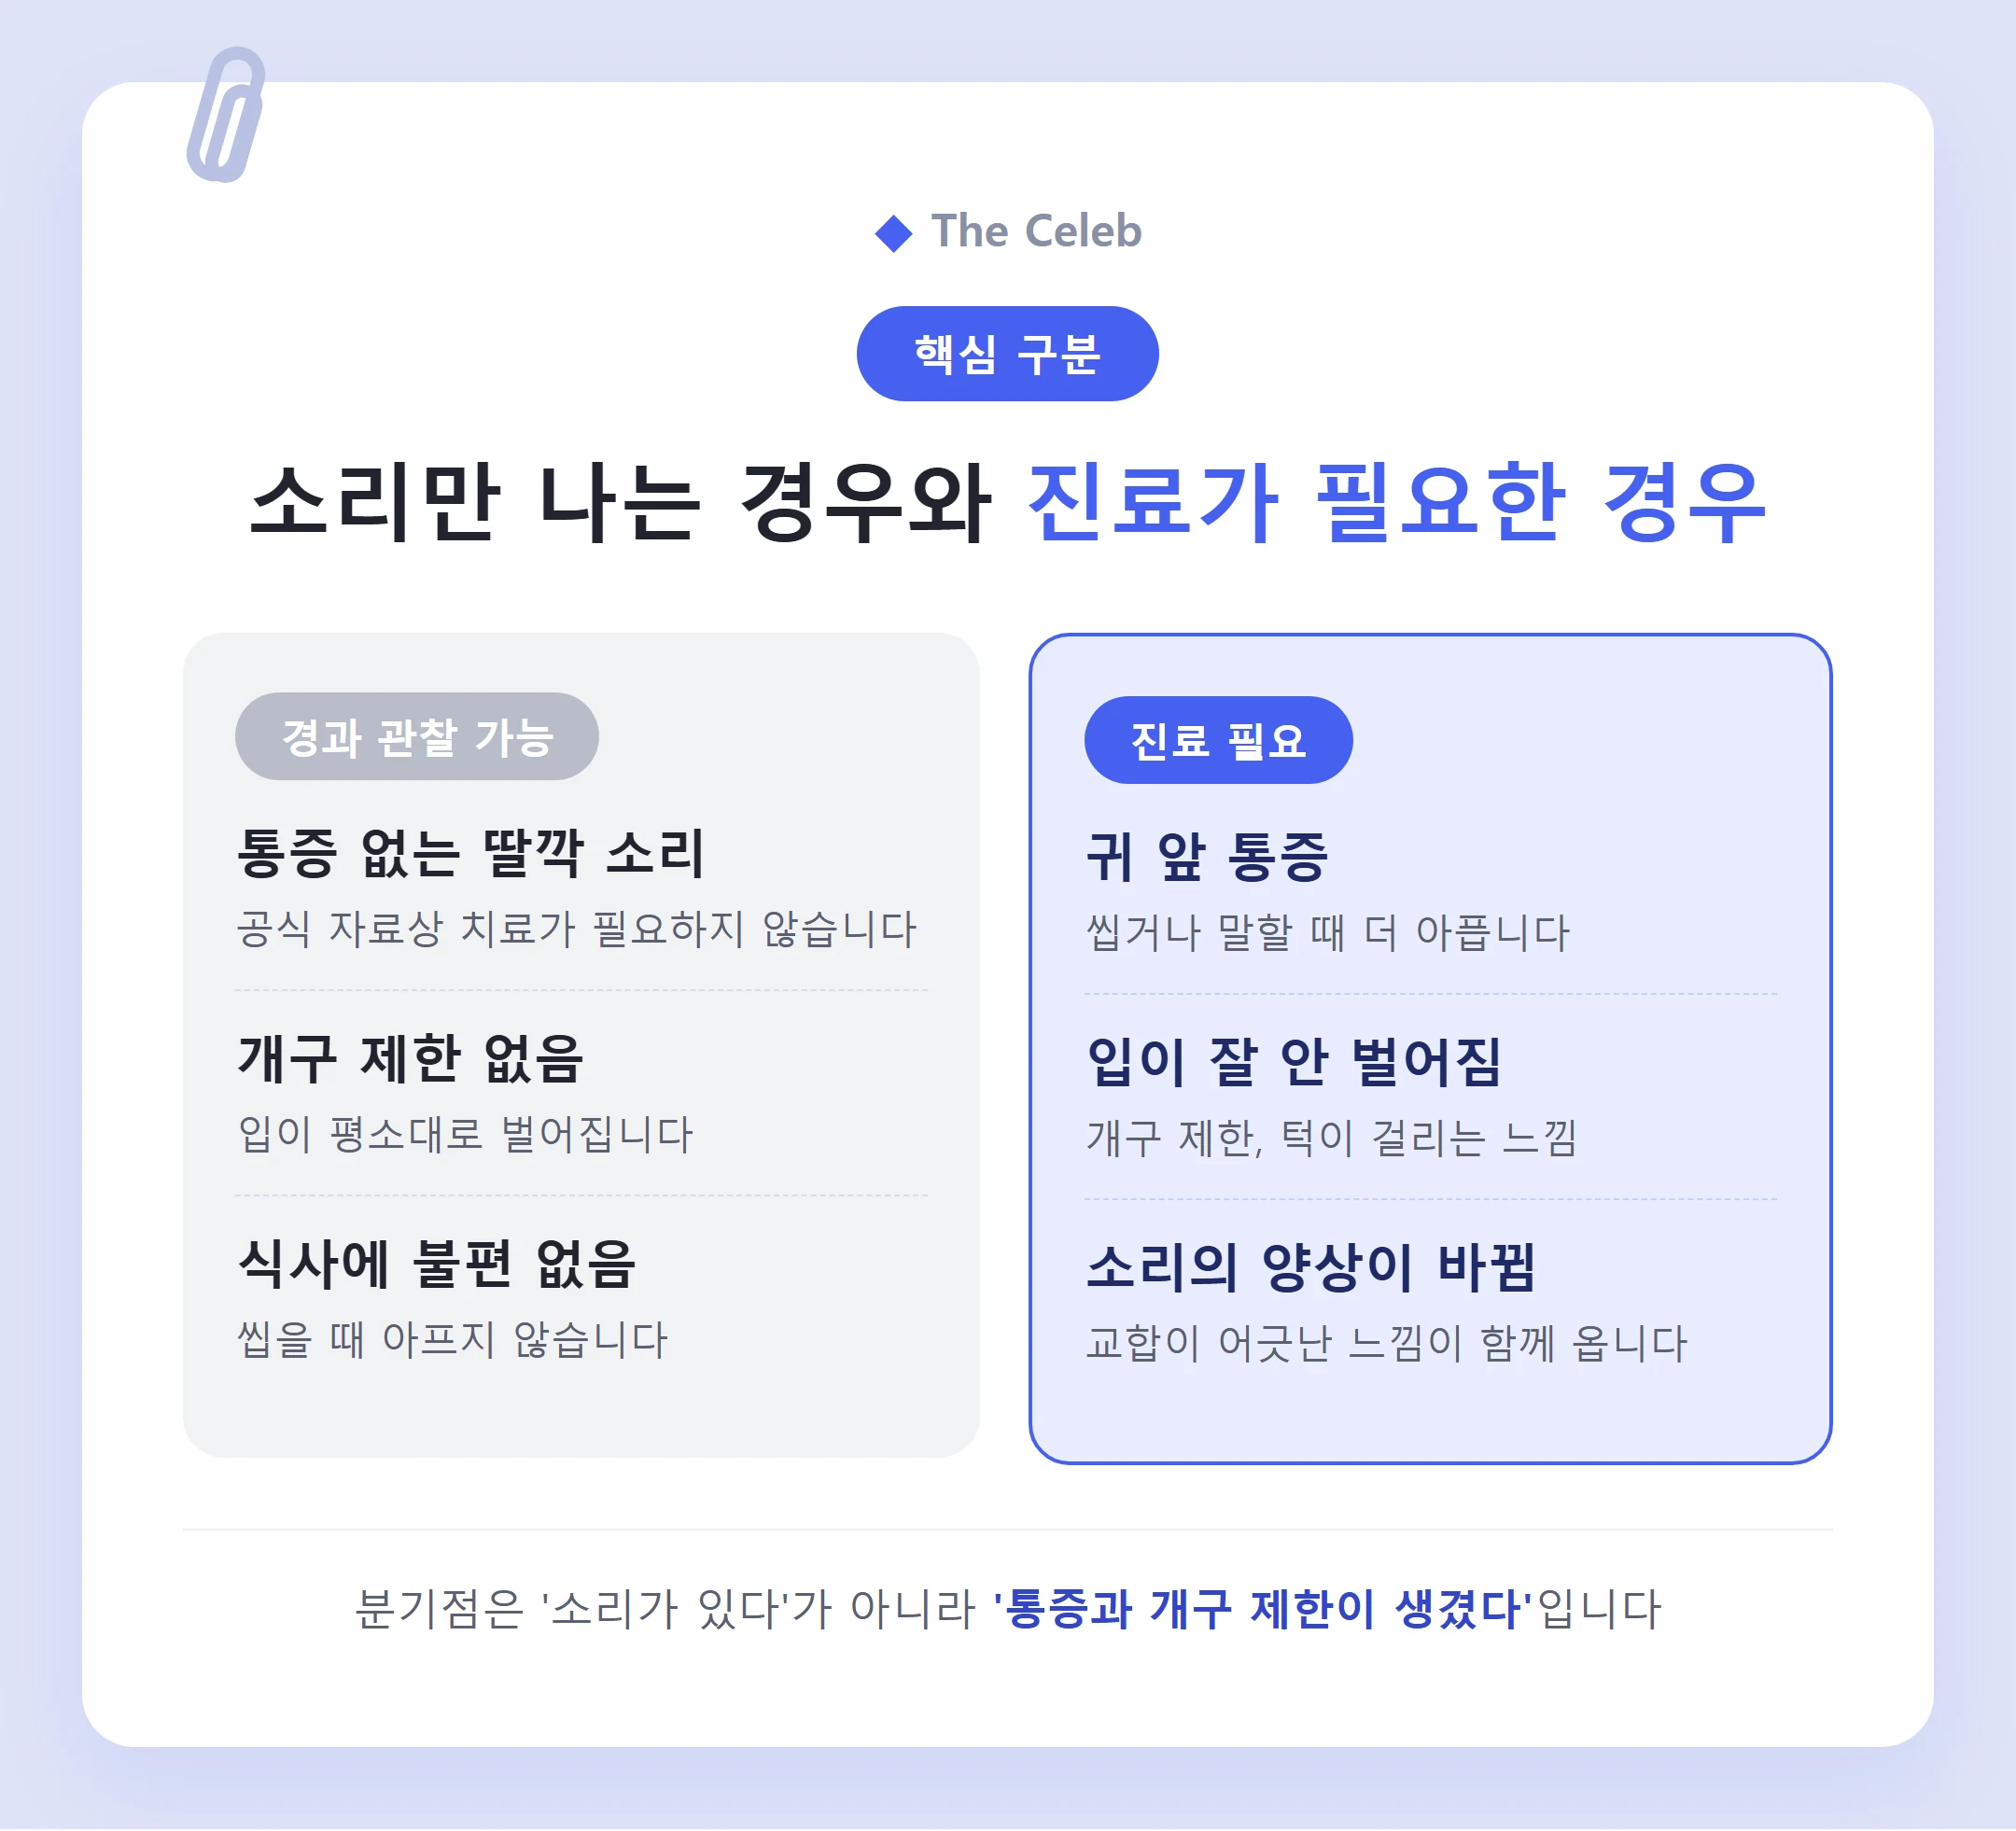 The Celeb
핵심 구분
소리만 나는 경우와 진료가 필요한 경우
경과 관찰 가능
통증 없는 딸깍 소리
공식 자료상 치료가 필요하지 않습니다
개구 제한 없음
입이 평소대로 벌어집니다
식사에 불편 없음
씹을 때 아프지 않습니다
진료 필요
귀 앞 통증
씹거나 말할 때 더 아픕니다
입이 잘 안 벌어짐
개구 제한, 턱이 걸리는 느낌
소리의 양상이 바뀜
교합이 어긋난 느낌이 함께 옵니다
분기점은 '소리가 있다'가 아니라 '통증과 개구 제한이 생겼다'입니다